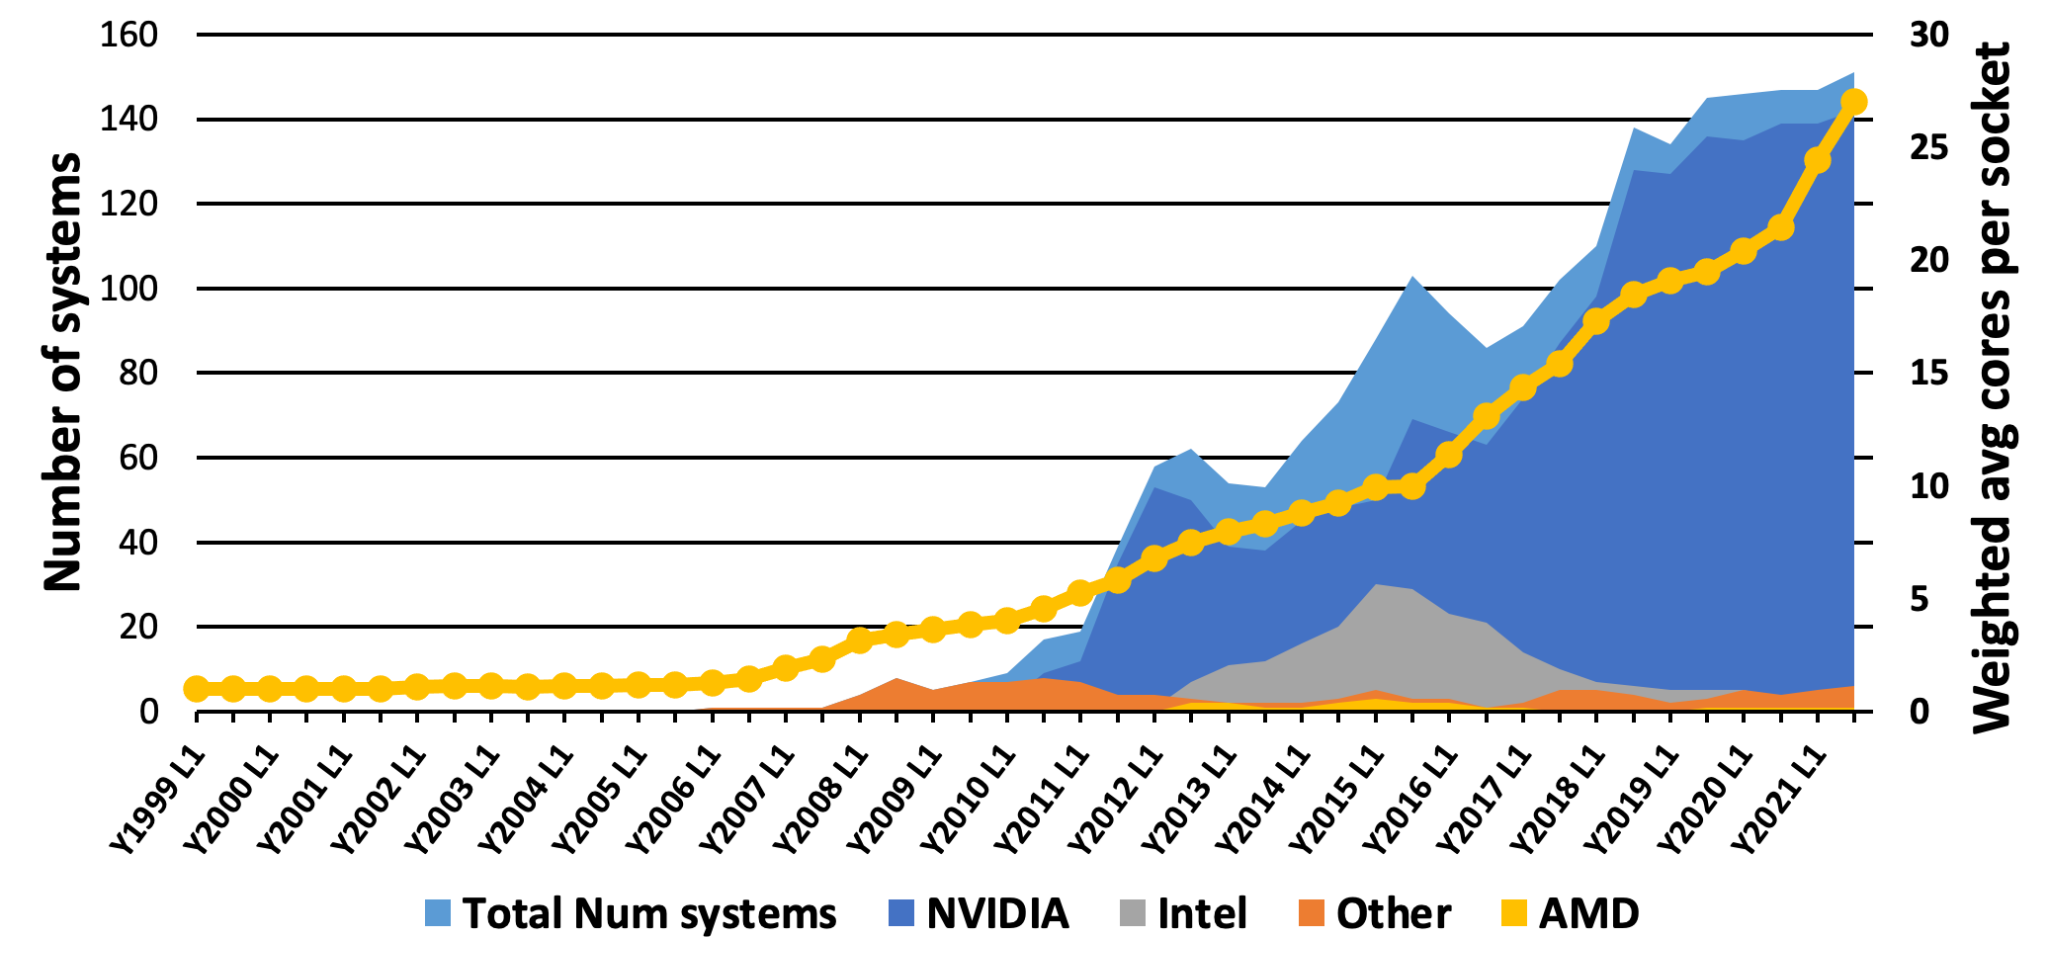 160
140
120
100
80
60
40
20
0
Number of systems
30
25
20
15
10
5
0
Weighted avg cores per socket
Y1999 L1
Y2000 L1
Y2001 L1
Y2002 L1
Y2003 L1
Y2004 L1
Y2005 L1
Y2006 L1
Y2007 L1
Y2008 L1
Y2009 L1
Y2010 L1
Y2011 L1
Y2012 L1
Y2013 L1
Y2014 L1
Y2015 L1
Y2016 L1
Y2017 L1
Y2018 L1
Y2019 L1
Y2020 L1
Y2021 L1
Total Num systems NVIDIA Intel Other AMD